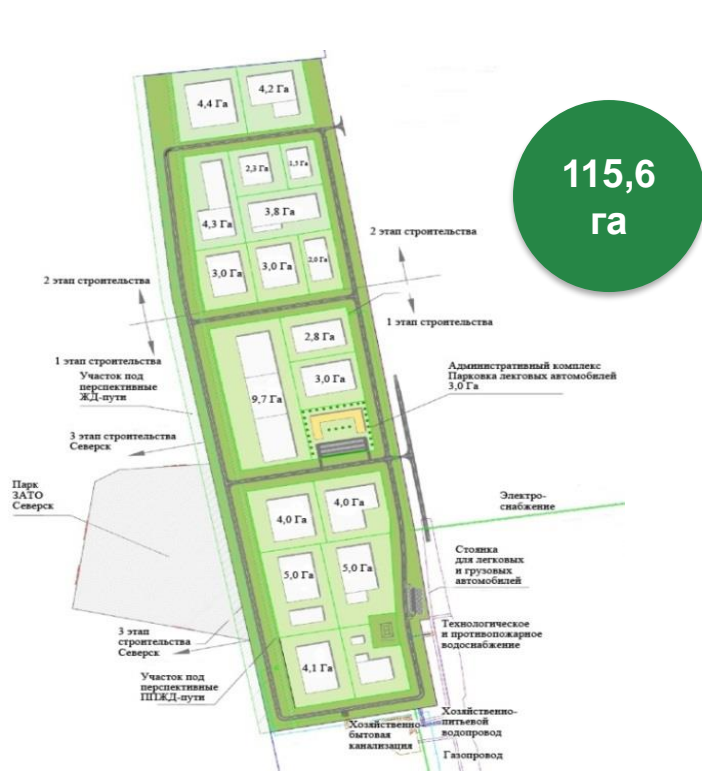 4,4 Га
4,2 Га
115,6
га
2,3 Га
1,5 Га
4,3 Га
3,8 Га
2 этап строительства
3,0 Га
3,0 Га
2,0 Га
2 этап строительства
1 этап строительства
2,8 Га
1 этап строительства
Участок под
перспективные
ЖД-пути
3,0 Га
Административный комплекс
Парковка легковых автомобилей
3,0 Га
9,7 Га
3 этап строительства
Северск
Парк
ЗАТО
Северск
4,0 Га
4,0 Га
Электро-
снабжение
5,0 Га
5,0 Га
Стоянка
для легковых
и грузовых
автомобилей
3 этап
строительства
Северск
Технологическое
и противопожарное
водоснабжение
4,1 Га
Участок под
перспективные
ППЖД-пути
Хозяйственно
бытовая
канализация
Хозяйственно-
питьевой
водопровод
Газопровод